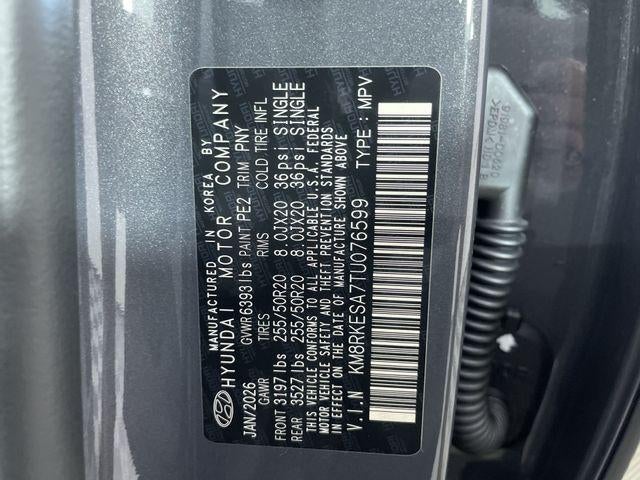 MANUFACTURED IN KOREA BY
HYUNDAI MOTOR COMPANY
JAN/2026 GVWR 6393lbs PAINT PE2 TRIM PNY
GAWR TIRES RIMS COLD TIRE INFL
FRONT 3197lbs 255/50R20 8.0JX20 36psi SINGLE
REAR 3527lbs 255/50R20 8.0JX20 36psi SINGLE
THIS VEHICLE CONFORMS TO ALL APPLICABLE U.S.A. FEDERAL
MOTOR VEHICLE SAFETY AND THEFT PREVENTION STANDARDS
IN EFFECT ON THE DATE OF MANUFACTURE SHOWN ABOVE
V.I.N KM8RKESA7TU076599 TYPE : MPV